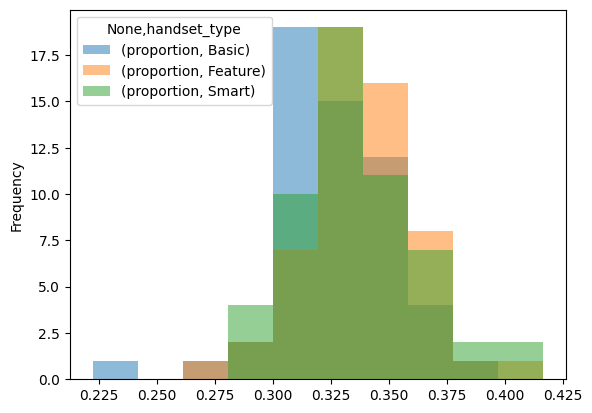 None,handset_type
(proportion, Basic)
(proportion, Feature)
(proportion, Smart)
Frequency
17.5
15.0
12.5
10.0
7.5
5.0
2.5
0.0
0.225 0.250 0.275 0.300 0.325 0.350 0.375 0.400 0.425